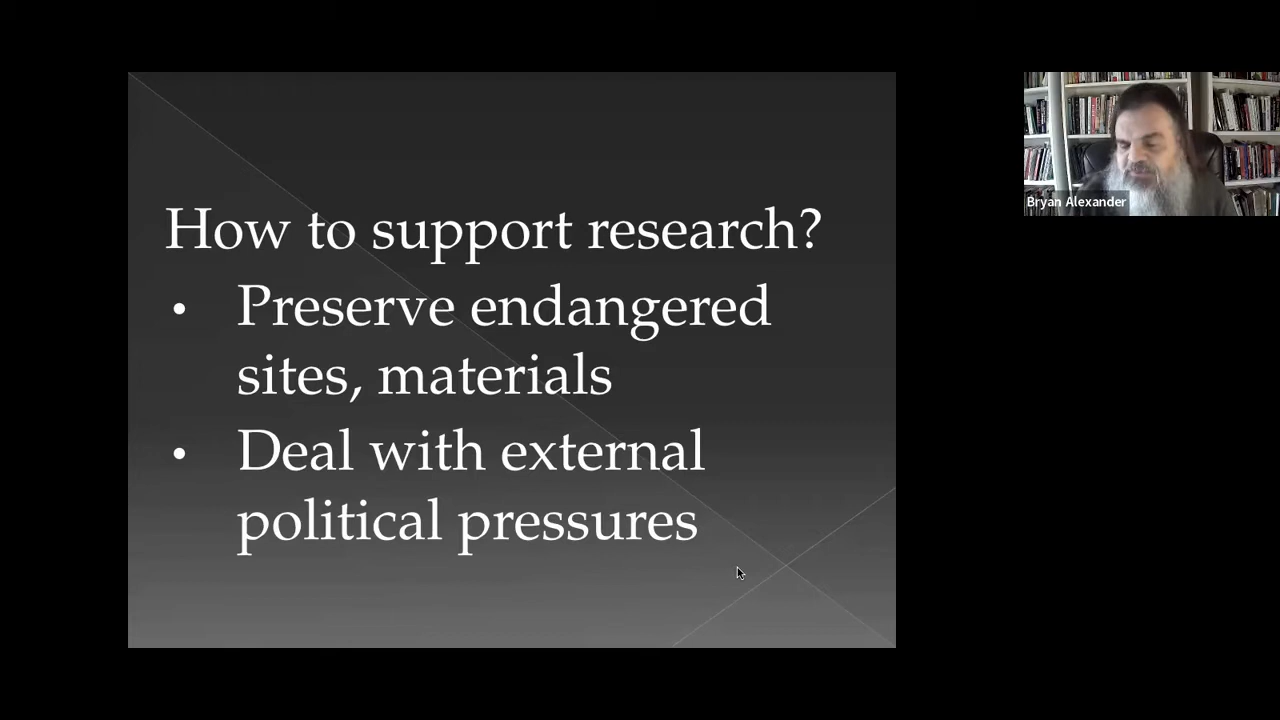 How to support research?
• Preserve endangered
sites, materials
• Deal with external
political pressures
Bryan Alexander